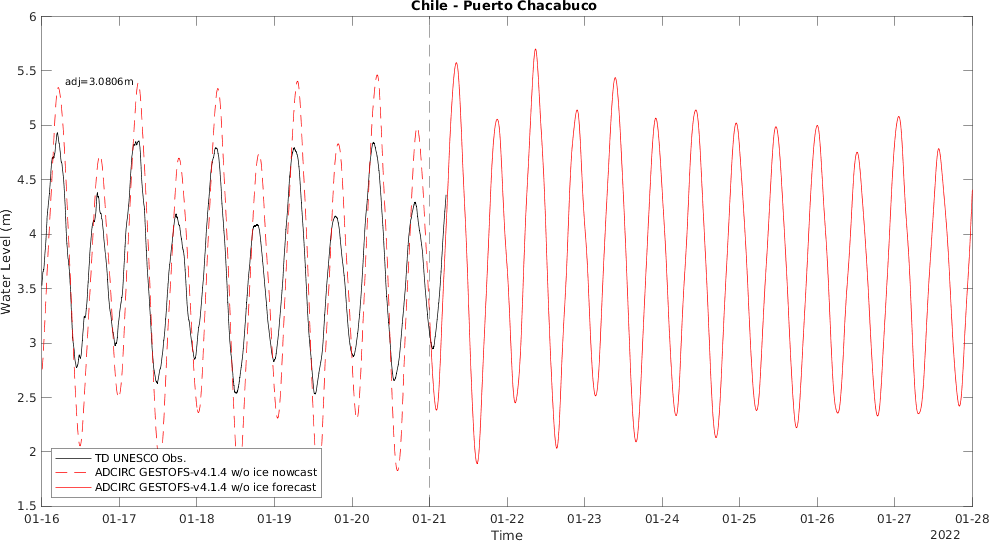 Chile - Puerto Chacabuco
6
5.5
5
4.5
4
3.5
3
2.5
2
1.5
Water Level (m)
adj=3.0806m
TD UNESCO Obs.
ADCIRC GESTOFS-v4.1.4 w/o ice nowcast
ADCIRC GESTOFS-v4.1.4 w/o ice forecast
01-16 01-17 01-18 01-19 01-20 01-21 01-22 01-23 01-24 01-25 01-26 01-27 01-28
Time
2022